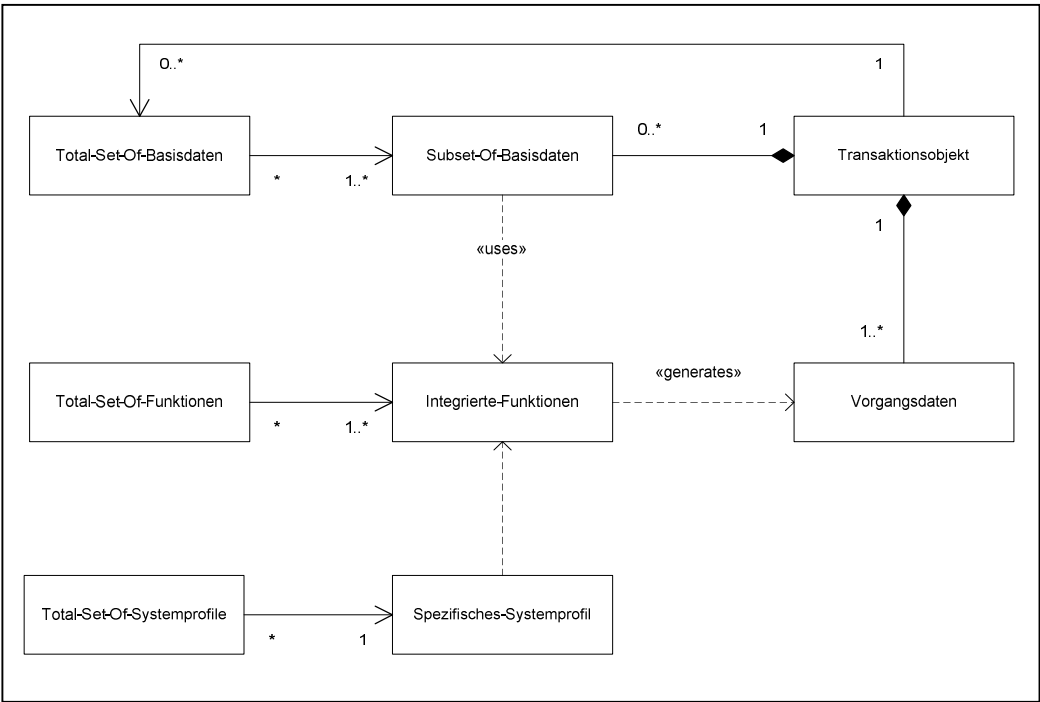 0..*
1
Total-Set-Of-Basisdaten
*
1..*
Subset-Of-Basisdaten
0..*
1
Transaktionsobjekt
1
«uses»
1..*
Total-Set-Of-Funktionen
*
1..*
Integrierte-Funktionen
«generates»
Vorgangsdaten
Total-Set-Of-Systemprofile
*
1
Spezifisches-Systemprofil